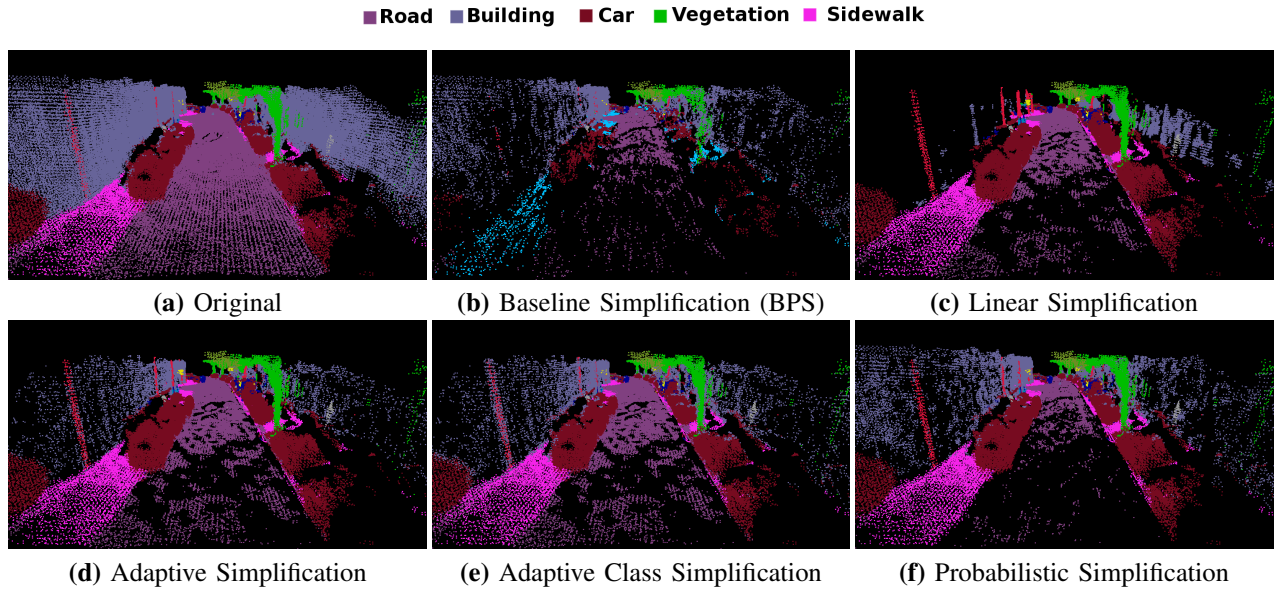 Road Building Car Vegetation Sidewalk
(a) Original
(b) Baseline Simplification (BPS)
(c) Linear Simplification
(d) Adaptive Simplification
(e) Adaptive Class Simplification
(f) Probabilistic Simplification